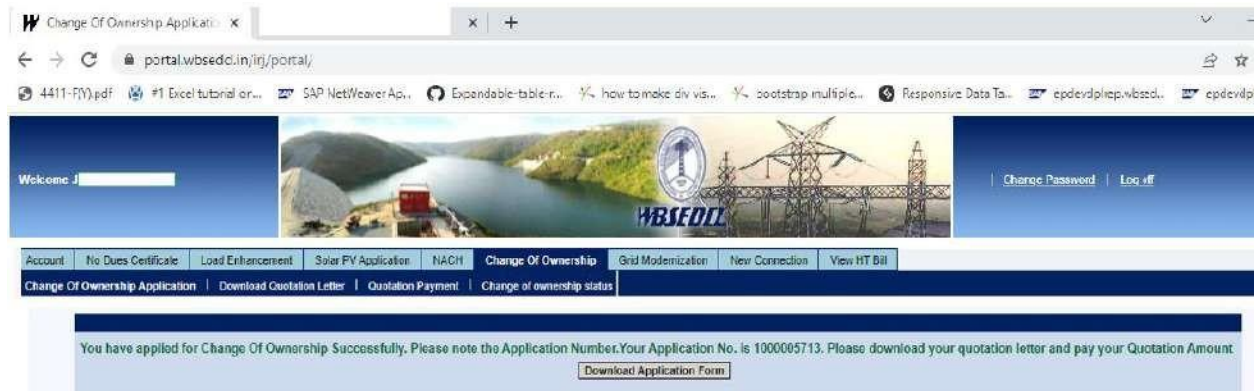 Change Of Ownership Applicatio
portal.wbsedcl.in/irj/portal/
4411-F(Y).pdf #1 Excel tutorial on... SAP NetWeaver Ap... Expandable-table-r... how to make div vis... bootstrap multiple... Responsive Data Ta... epdevdplrep.wbsed... epdevdp
Welcome J
WBSEDCL
Change Password | Log off
Account No Dues Certificate Load Enhancement Solar PV Application NACH Change Of Ownership Grid Modernization New Connection View HT Bill
Change Of Ownership Application | Download Quotation Letter | Quotation Payment | Change of ownership status
You have applied for Change Of Ownership Successfully. Please note the Application Number.Your Application No. is 1000005713. Please download your quotation letter and pay your Quotation Amount
Download Application Form